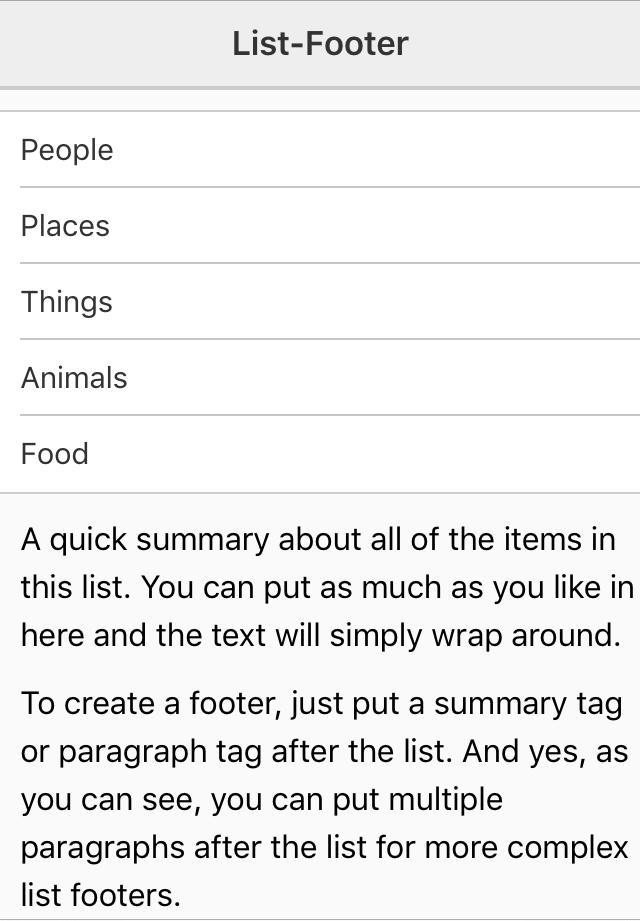 List-Footer
People
Places
Things
Animals
Food
A quick summary about all of the items in
this list. You can put as much as you like in
here and the text will simply wrap around.
To create a footer, just put a summary tag
or paragraph tag after the list. And yes, as
you can see, you can put multiple
paragraphs after the list for more complex
list footers.